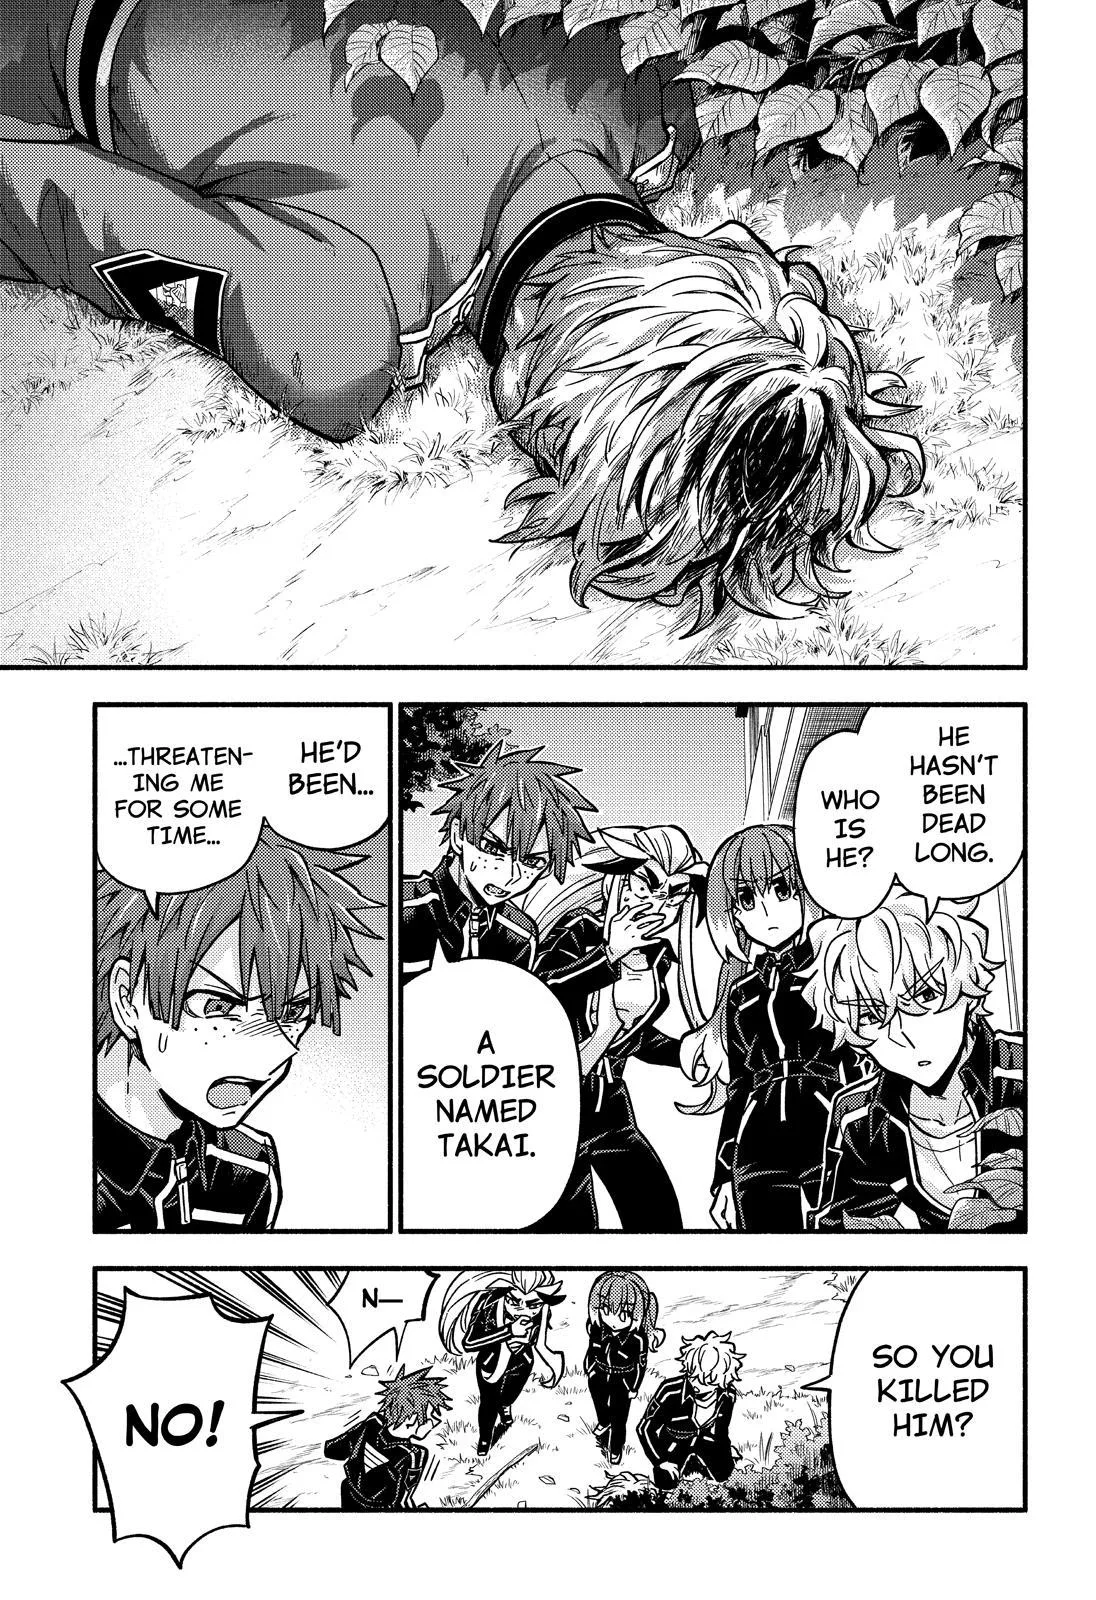 HE
HASN'T
BEEN
DEAD
LONG.
WHO
IS
HE?
A
SOLDIER
NAMED
TAKAI.
HE'D
BEEN...
...THREATEN-
ING ME
FOR SOME
TIME...
SO YOU
KILLED
HIM?
N—
NO!